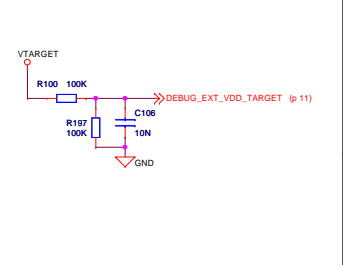 VTARGET
R100 100K
DEBUG_EXT_VDD_TARGET (p 11)
C106
R197
100K
10N
GND